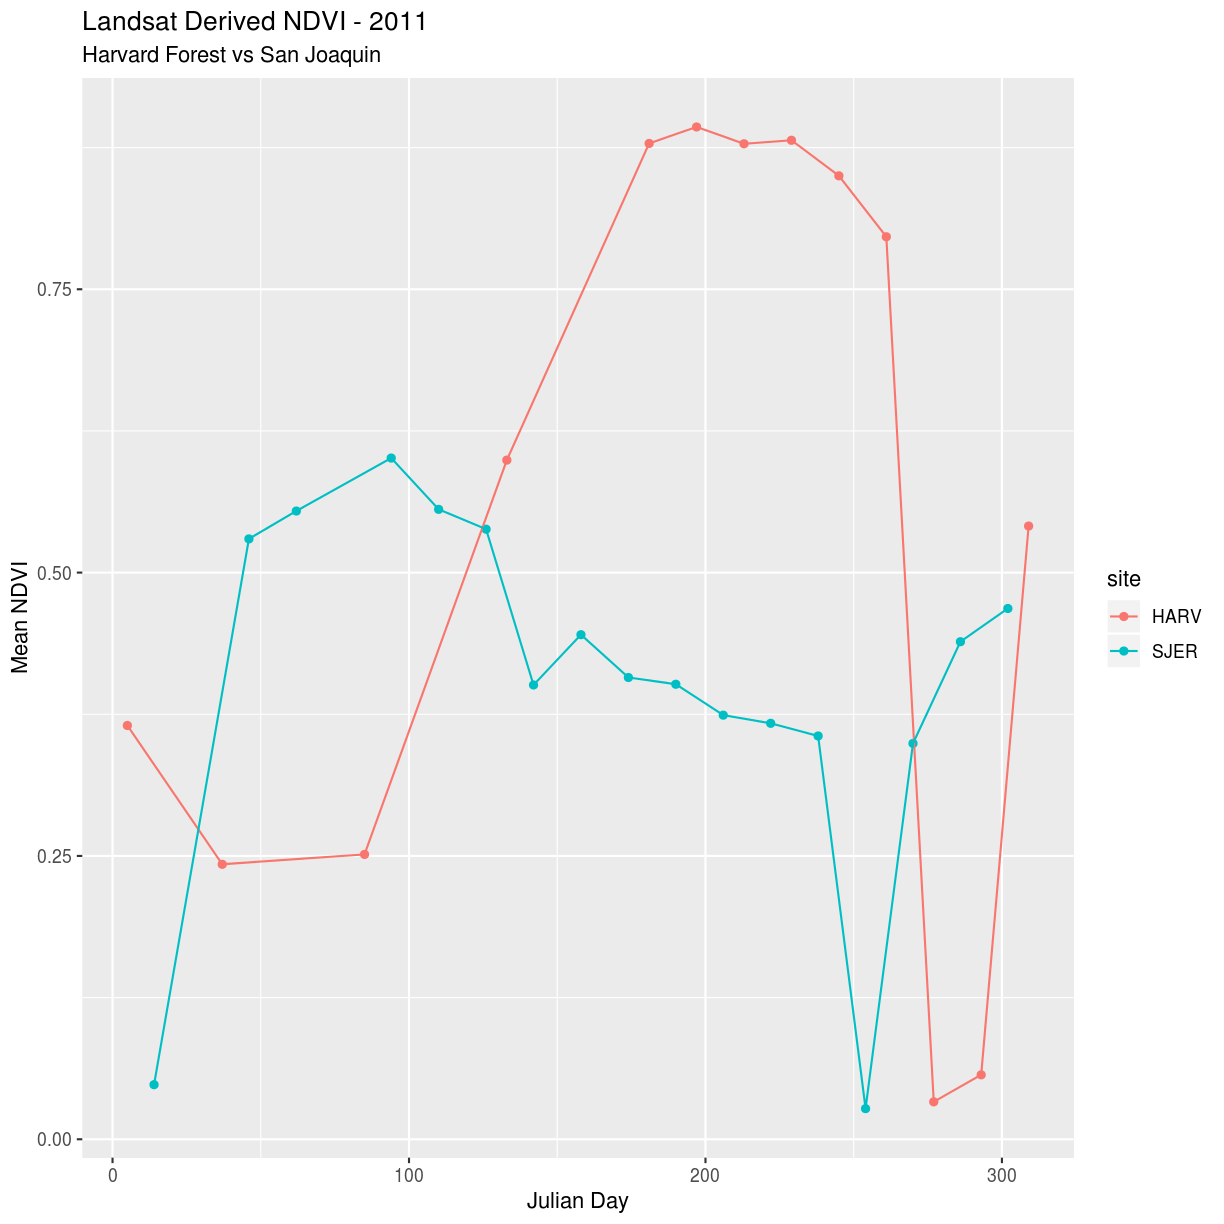 Landsat Derived NDVI - 2011
Harvard Forest vs San Joaquin
Mean NDVI
0.75
0.50
0.25
0.00
0 100 200 300
Julian Day
site
HARV
SJER